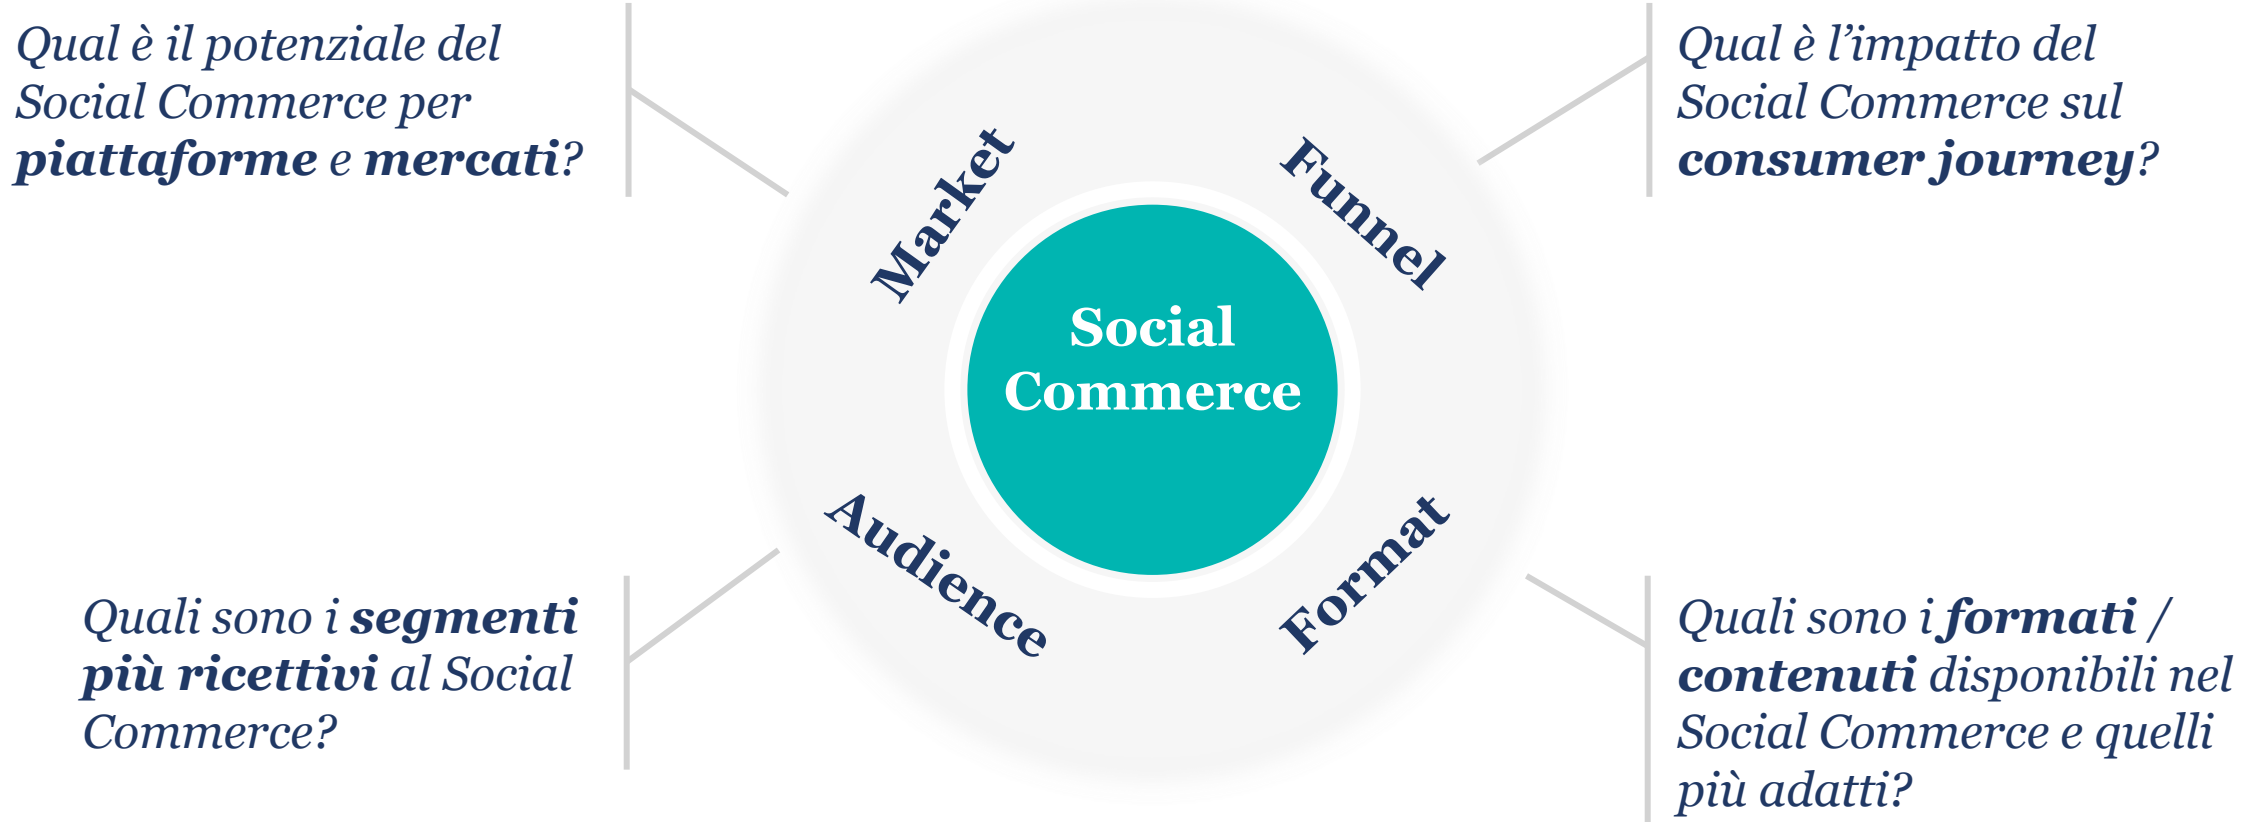 Qual è il potenziale del
Social Commerce per
piattaforme e mercati?
Market
Funnel
Qual è l’impatto del
Social Commerce sul
consumer journey?
Social
Commerce
Quali sono i segmenti
più ricettivi al Social
Commerce?
Audience
Format
Quali sono i formati /
contenuti disponibili nel
Social Commerce e quelli
più adatti?